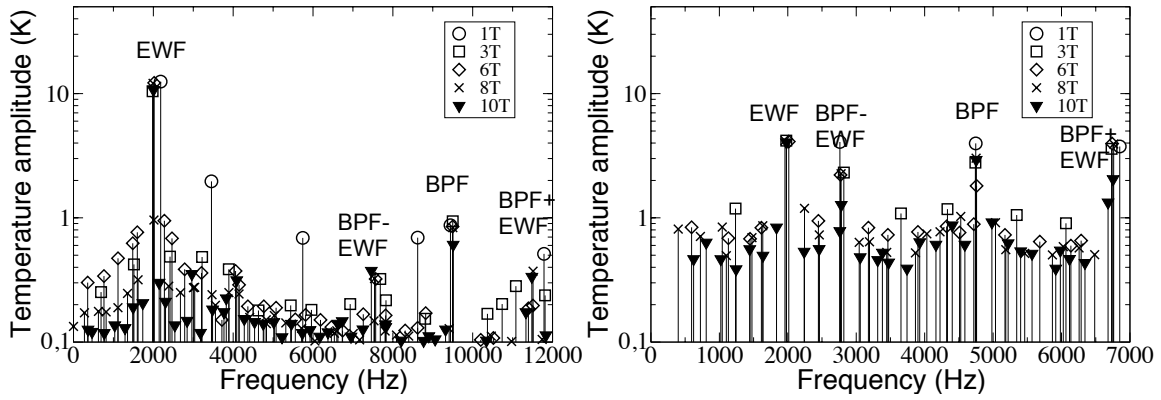 Temperature amplitude (K)
10
1
0.1
EWF
BPF-
EWF
BPF
BPF+
EWF
1T
3T
6T
8T
10T
0
2000
4000
6000
8000
10000
12000
Frequency (Hz)
Temperature amplitude (K)
10
1
0,1
EWF
BPF-
EWF
BPF
BPF+
EWF
1T
3T
6T
8T
10T
0
1000
2000
3000
4000
5000
6000
7000
Frequency (Hz)